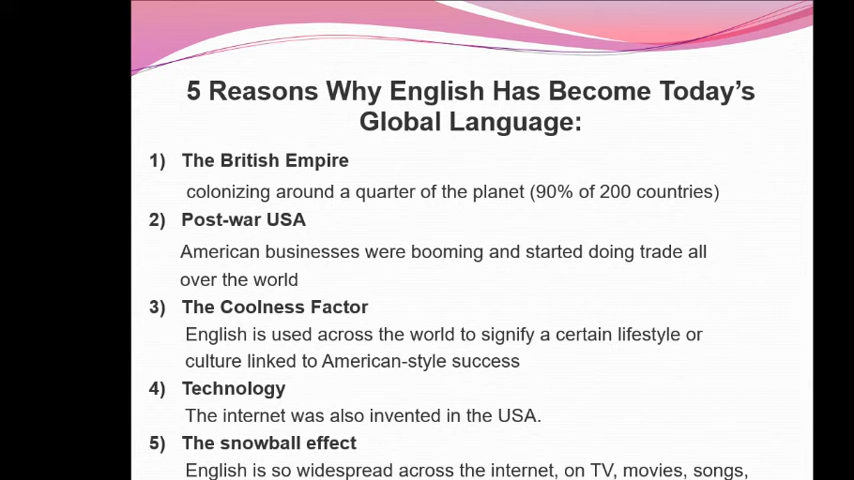 5 Reasons Why English Has Become Today's
Global Language:
1) The British Empire
colonizing around a quarter of the planet (90% of 200 countries)
2) Post-war USA
American businesses were booming and started doing trade all
over the world
3) The Coolness Factor
English is used across the world to signify a certain lifestyle or
culture linked to American-style success
4) Technology
The internet was also invented in the USA.
5) The snowball effect
English is so widespread across the internet, on TV, movies, songs,